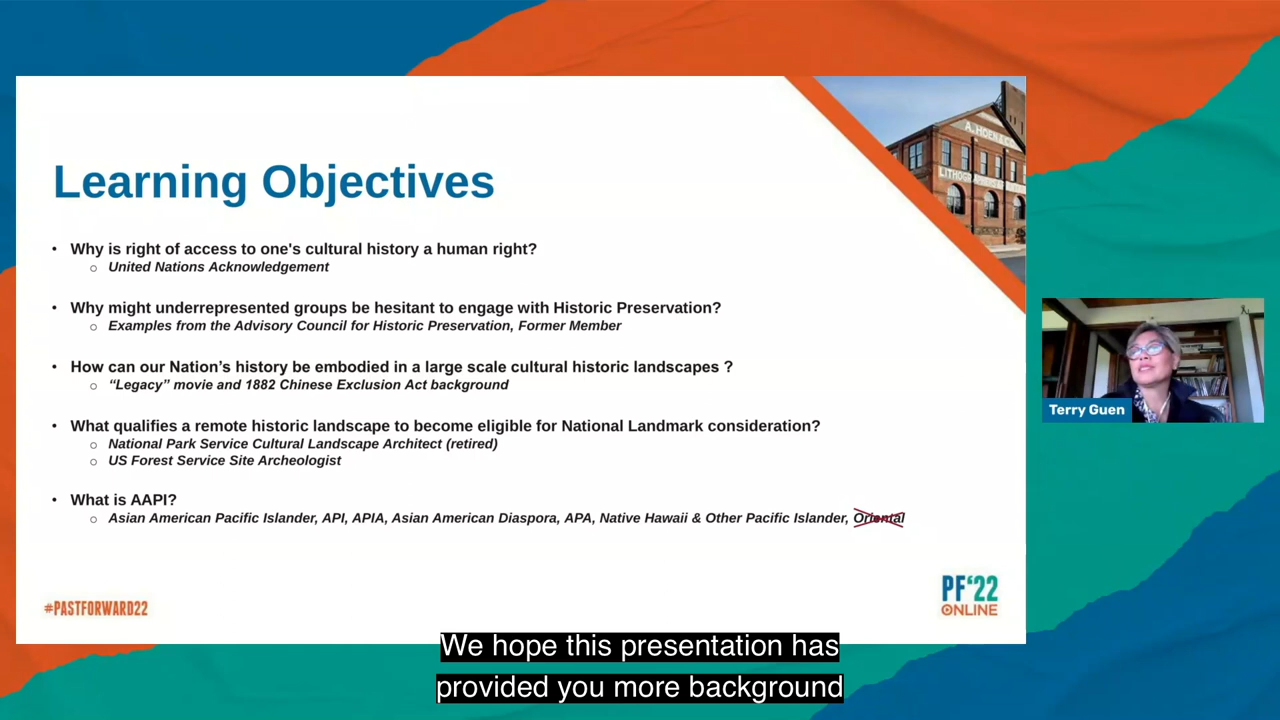 A. HOEN & CO.
Learning Objectives
• Why is right of access to one's cultural history a human right?
o United Nations Acknowledgement
• Why might underrepresented groups be hesitant to engage with Historic Preservation?
o Examples from the Advisory Council for Historic Preservation, Former Member
• How can our Nation’s history be embodied in a large scale cultural historic landscapes ?
o “Legacy” movie and 1882 Chinese Exclusion Act background
• What qualifies a remote historic landscape to become eligible for National Landmark consideration?
o National Park Service Cultural Landscape Architect (retired)
o US Forest Service Site Archeologist
• What is AAPI?
o Asian American Pacific Islander, API, APIA, Asian American Diaspora, APA, Native Hawaii & Other Pacific Islander, Oriental
Terry Guen
#PASTFORWARD22
PF‘22
ONLINE
We hope this presentation has
provided you more background